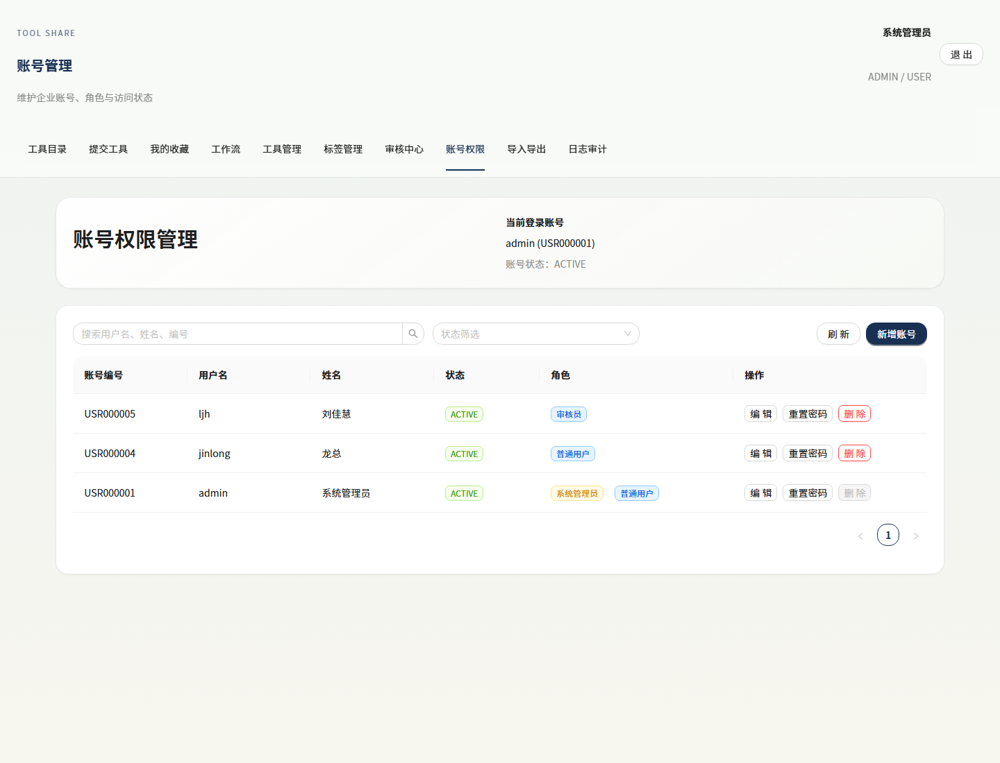 TOOL SHARE
账号管理
维护企业账号、角色与访问状态
系统管理员
ADMIN / USER
退 出
工具目录 提交工具 我的收藏 工作流 工具管理 标签管理 审核中心 账号权限 导入导出 日志审计
账号权限管理
当前登录账号
admin (USR000001)
账号状态：ACTIVE
搜索用户名、姓名、编号 状态筛选 刷 新 新增账号
账号编号 用户名 姓名 状态 角色 操作
USR000005 ljh 刘佳慧 ACTIVE 审核员 编 辑 重置密码 删 除
USR000004 jinlong 龙总 ACTIVE 普通用户 编 辑 重置密码 删 除
USR000001 admin 系统管理员 ACTIVE 系统管理员 普通用户 编 辑 重置密码 删 除
1